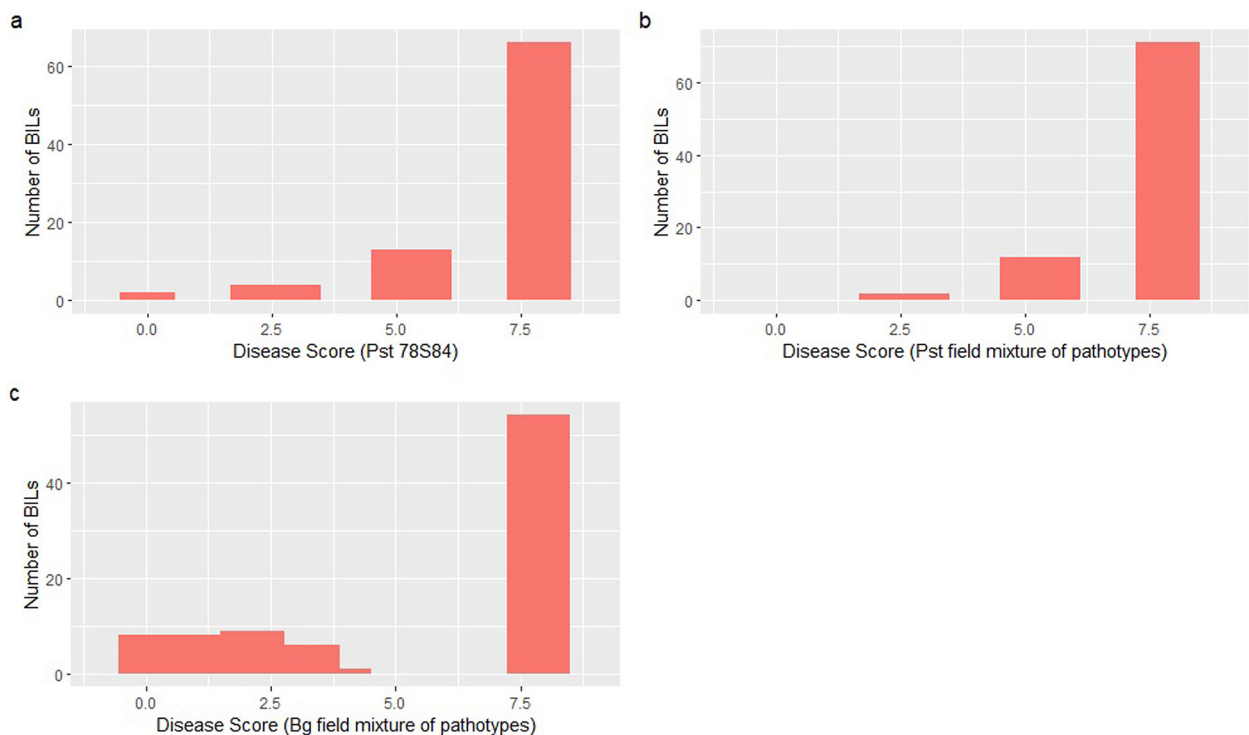 a
60
40
20
0
Number of BILs
0.0 2.5 5.0 7.5
Disease Score (Pst 78S84)
b
60
40
20
0
Number of BILs
0.0 2.5 5.0 7.5
Disease Score (Pst field mixture of pathotypes)
c
40
20
0
Number of BILs
0.0 2.5 5.0 7.5
Disease Score (Bg field mixture of pathotypes)